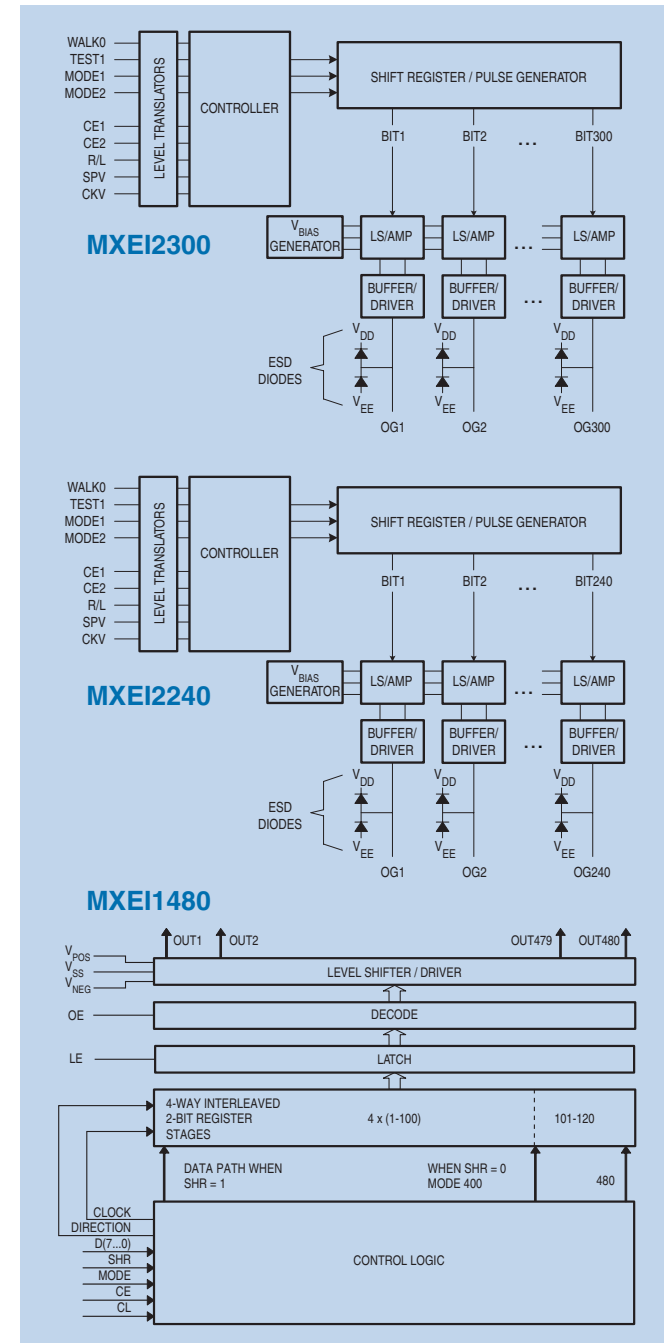 WALK0
TEST1
MODE1
MODE2
CE1
CE2
R/L
SPV
CKV
LEVEL TRANSLATORS
CONTROLLER
SHIFT REGISTER / PULSE GENERATOR
BIT1 BIT2 ... BIT300
MXEI2300
VBIAS
GENERATOR
LS/AMP LS/AMP ... LS/AMP
BUFFER/
DRIVER
BUFFER/
DRIVER
...
BUFFER/
DRIVER
VDD VDD VDD
ESD
DIODES
VEE VEE VEE
OG1 OG2 OG300
WALK0
TEST1
MODE1
MODE2
CE1
CE2
R/L
SPV
CKV
LEVEL TRANSLATORS
CONTROLLER
SHIFT REGISTER / PULSE GENERATOR
BIT1 BIT2 ... BIT240
MXEI2240
VBIAS
GENERATOR
LS/AMP LS/AMP ... LS/AMP
BUFFER/
DRIVER
BUFFER/
DRIVER
...
BUFFER/
DRIVER
VDD VDD VDD
ESD
DIODES
VEE VEE VEE
OG1 OG2 OG240
MXEI1480
OUT1 OUT2 OUT479 OUT480
VPOS
VSS
VNEG
LEVEL SHIFTER / DRIVER
OE
DECODE
LE
LATCH
4-WAY INTERLEAVED
2-BIT REGISTER
STAGES
4 x (1-100)
101-120
DATA PATH WHEN
SHR = 1
WHEN SHR = 0
MODE 400
480
CLOCK
DIRECTION
D(7...0)
SHR
MODE
CE
CL
CONTROL LOGIC